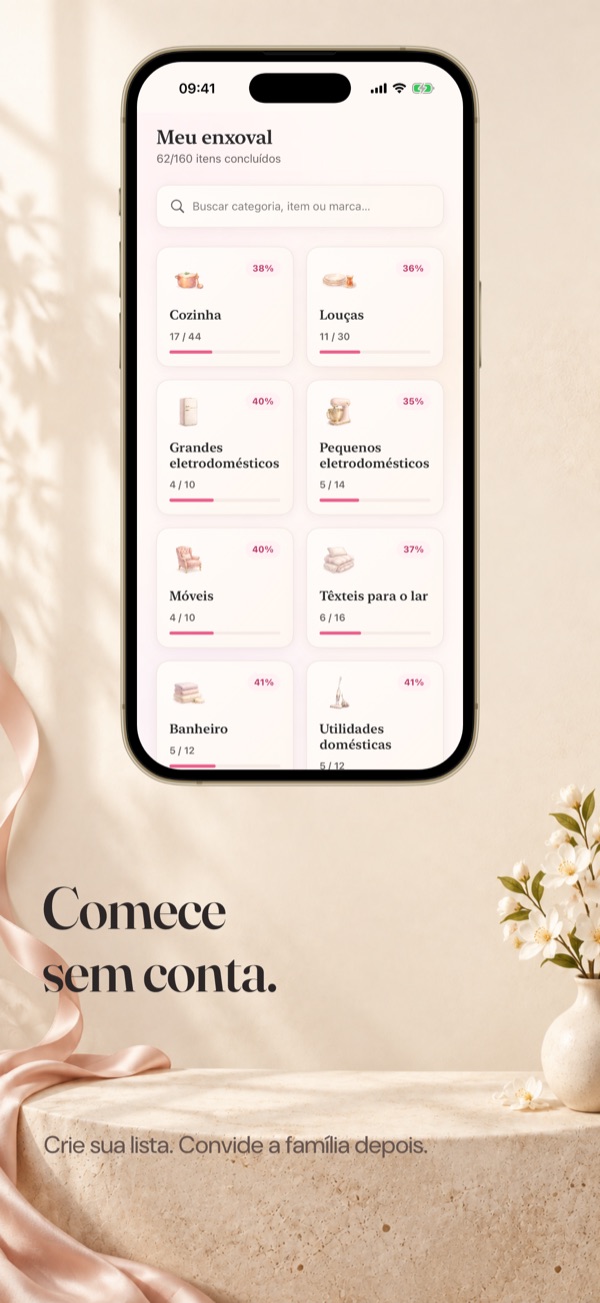 09:41
Meu enxoval
62/160 itens concluídos
Buscar categoria, item ou marca...
38%
Cozinha
17 / 44
36%
Louças
11 / 30
40%
Grandes
eletrodomésticos
4 / 10
35%
Pequenos
eletrodomésticos
5 / 14
40%
Móveis
4 / 10
37%
Têxteis para o lar
6 / 16
41%
Banheiro
5 / 12
41%
Utilidades
domésticas
5 / 12
Comece
sem conta.
Crie sua lista. Convide a família depois.